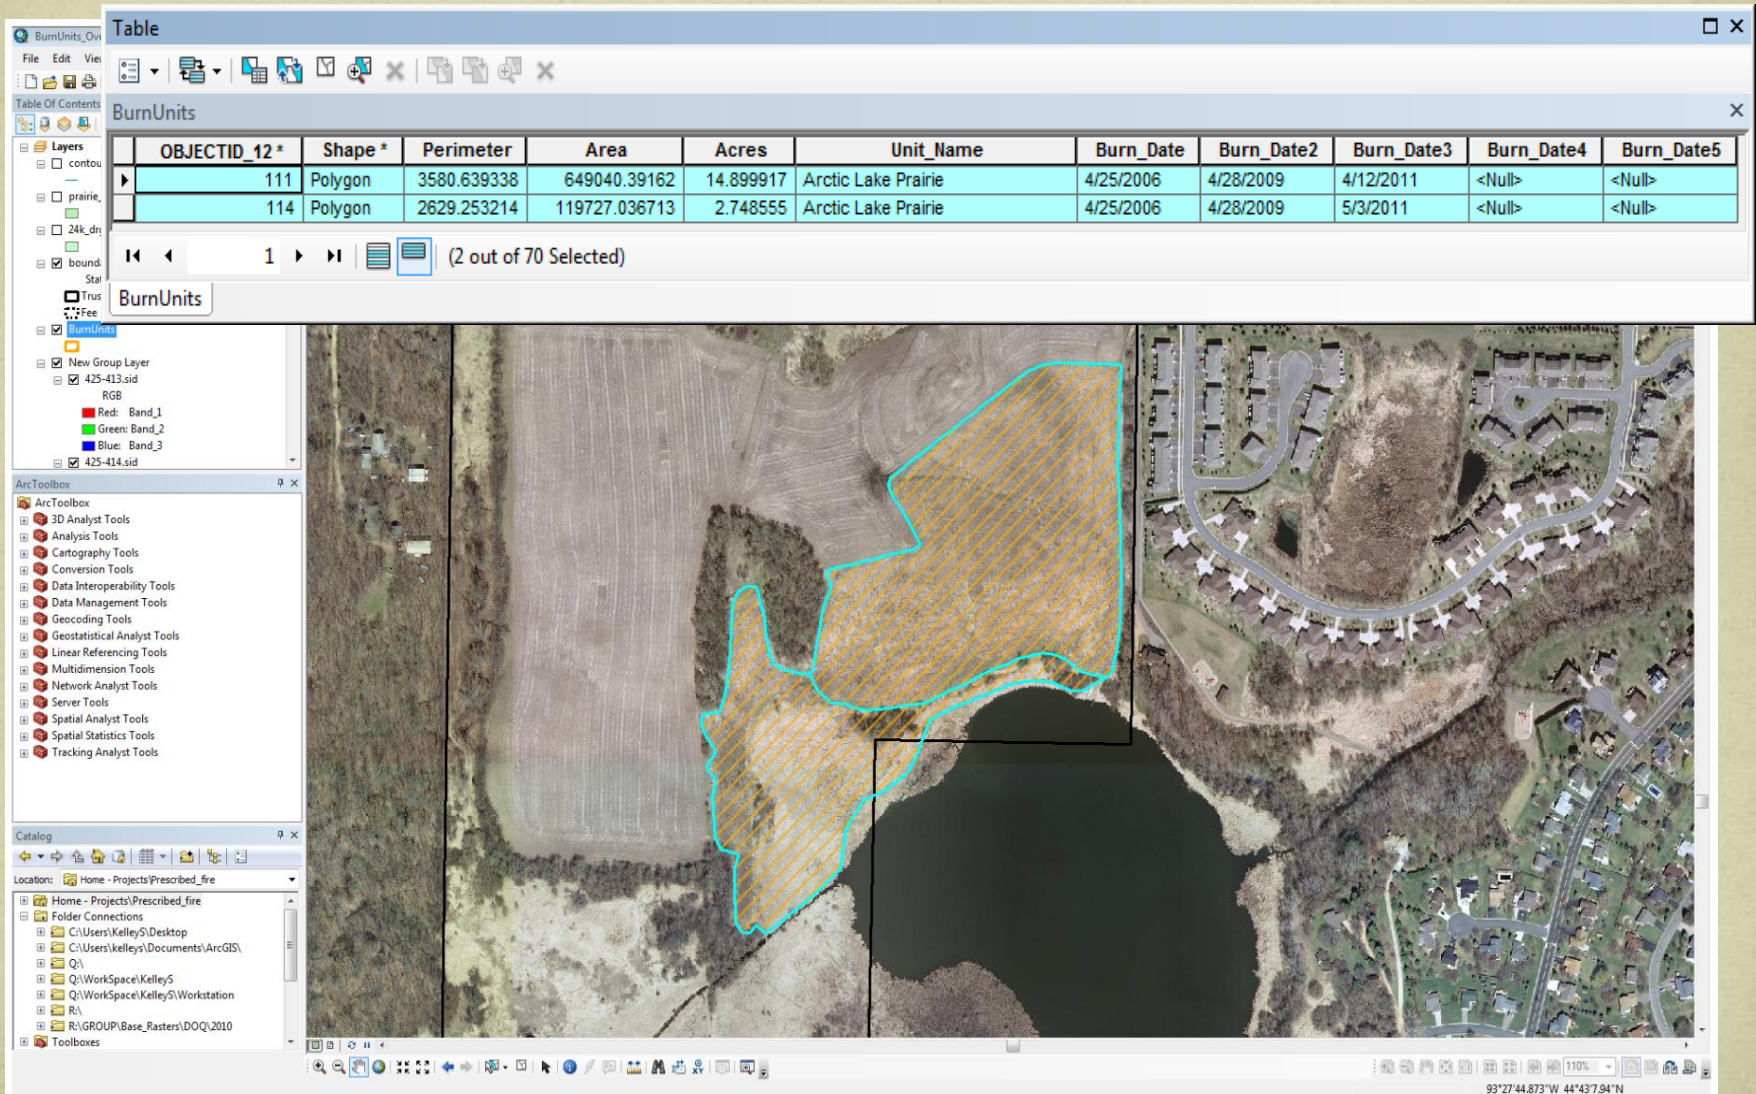 Table
BurnUnits_Ov
File Edit Vie
Table Of Contents
BurnUnits
OBJECTID_12 * Shape * Perimeter Area Acres Unit_Name Burn_Date Burn_Date2 Burn_Date3 Burn_Date4 Burn_Date5
111 Polygon 3580.639338 649040.39162 14.899917 Arctic Lake Prairie 4/25/2006 4/28/2009 4/12/2011 <Null> <Null>
114 Polygon 2629.253214 119727.036713 2.748555 Arctic Lake Prairie 4/25/2006 4/28/2009 5/3/2011 <Null> <Null>
1 (2 out of 70 Selected)
BurnUnits
Layers
contou
prairie_
24k_dr
bound
Sta
Trus
Fee
BurnUnits
New Group Layer
425-413.sid
RGB
Red: Band_1
Green: Band_2
Blue: Band_3
425-414.sid
ArcToolbox
ArcToolbox
3D Analyst Tools
Analysis Tools
Cartography Tools
Conversion Tools
Data Interoperability Tools
Data Management Tools
Geocoding Tools
Geostatistical Analyst Tools
Linear Referencing Tools
Multidimension Tools
Network Analyst Tools
Server Tools
Spatial Analyst Tools
Spatial Statistics Tools
Tracking Analyst Tools
Catalog
Location: Home - Projects\Prescribed_fire
Home - Projects\Prescribed_fire
Folder Connections
C:\Users\KelleyS\Desktop
C:\Users\kelleys\Documents\ArcGIS\
Q:\
Q:\WorkSpace\KelleyS
Q:\WorkSpace\KelleyS\Workstation
R:\
R:\GROUP\Base_Rasters\DOQ\2010
Toolboxes
110%
93°27'44.873"W 44°43'7.94"N